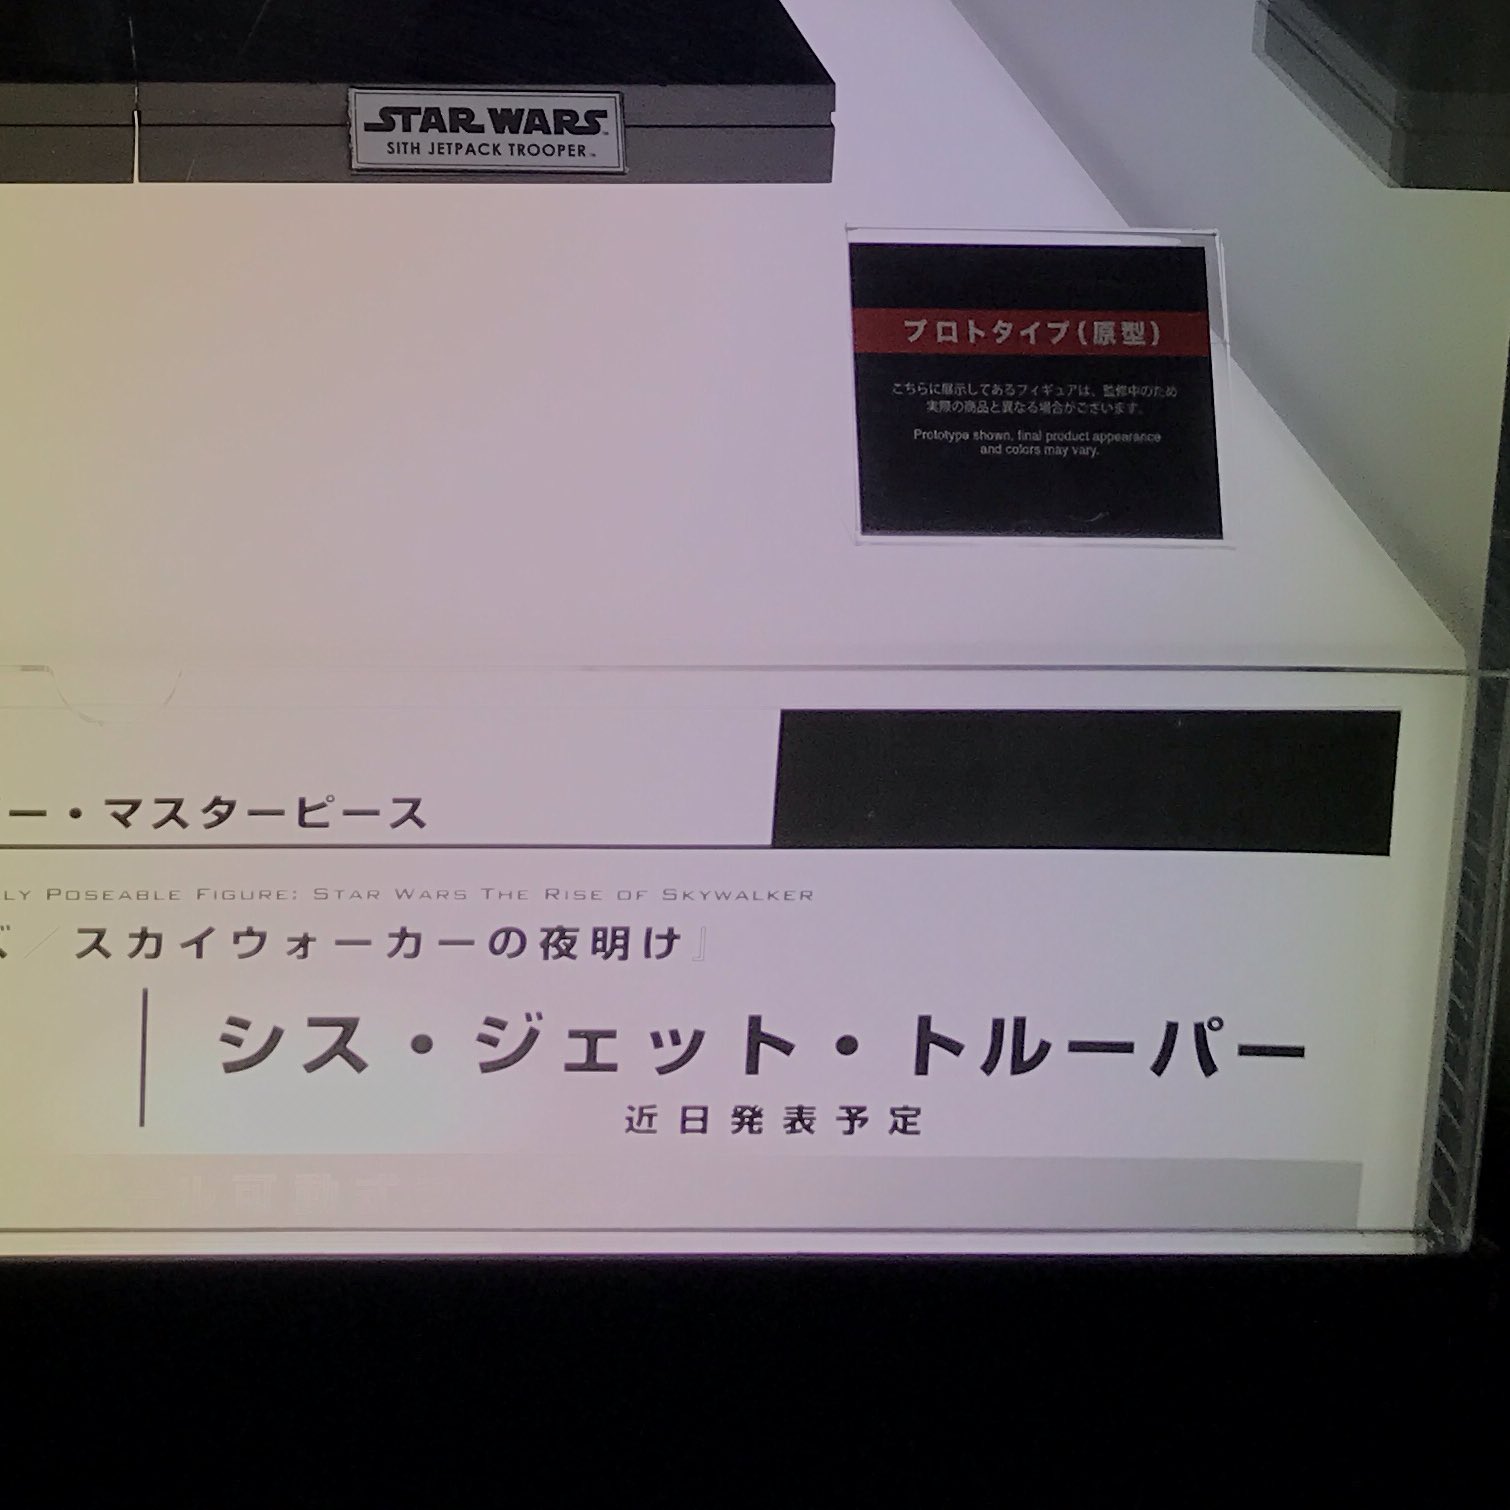 STAR WARS
SITH JETPACK TROOPER™
プロトタイプ(原型)
こちらに展示してあるフィギュアは、監修中のため
実際の商品と異なる場合がございます。
Prototype shown, final product appearance
and colors may vary.
ー・マスターピース
LY POSEABLE FIGURE: STAR WARS THE RISE OF SKYWALKER
ズ／スカイウォーカーの夜明け』
シス・ジェット・トルーパー
近日発表予定